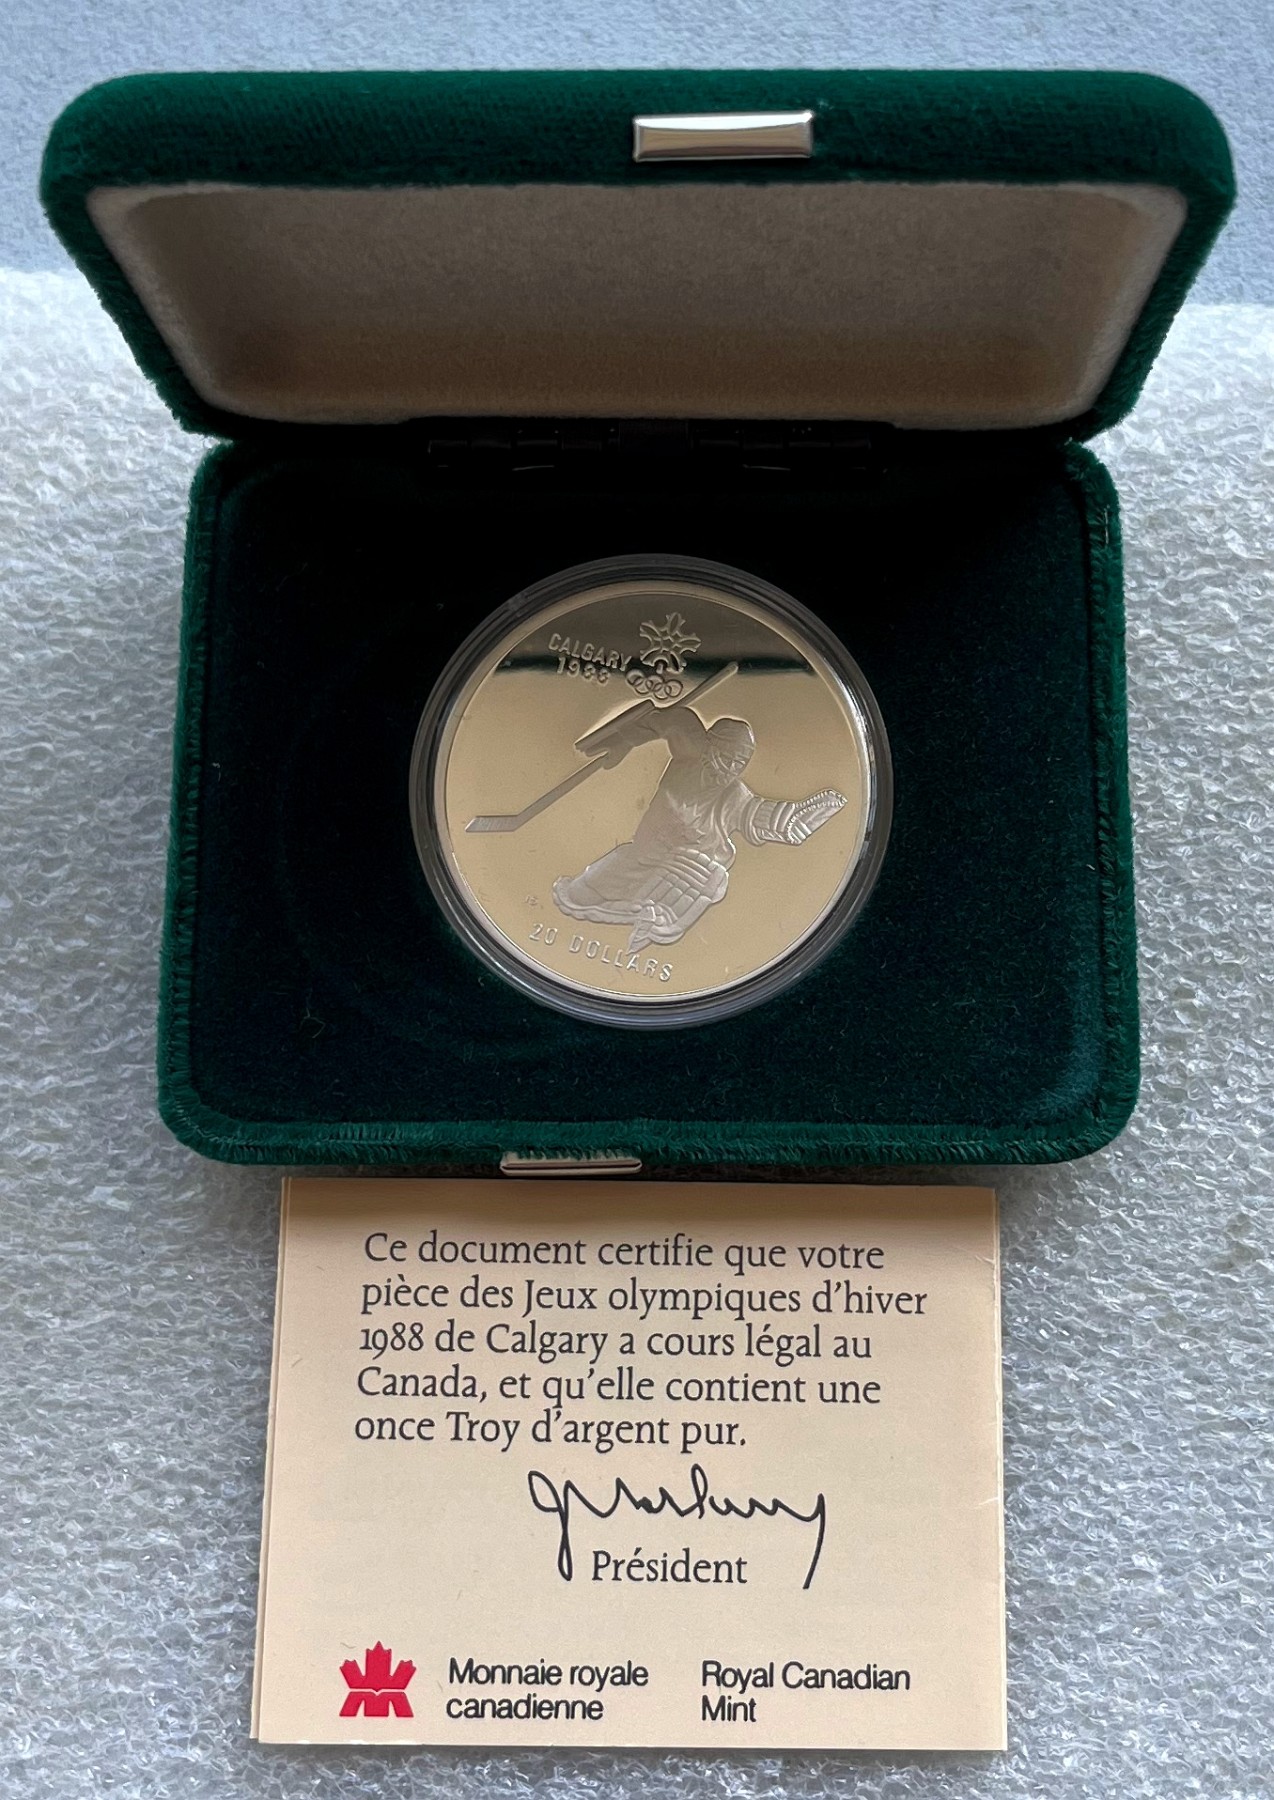 CALGARY
1988
20 DOLLARS
Ce document certifie que votre
pièce des Jeux olympiques d'hiver
1988 de Calgary a cours légal au
Canada, et qu'elle contient une
once Troy d'argent pur.
Président
Monnaie royale
canadienne
Royal Canadian
Mint